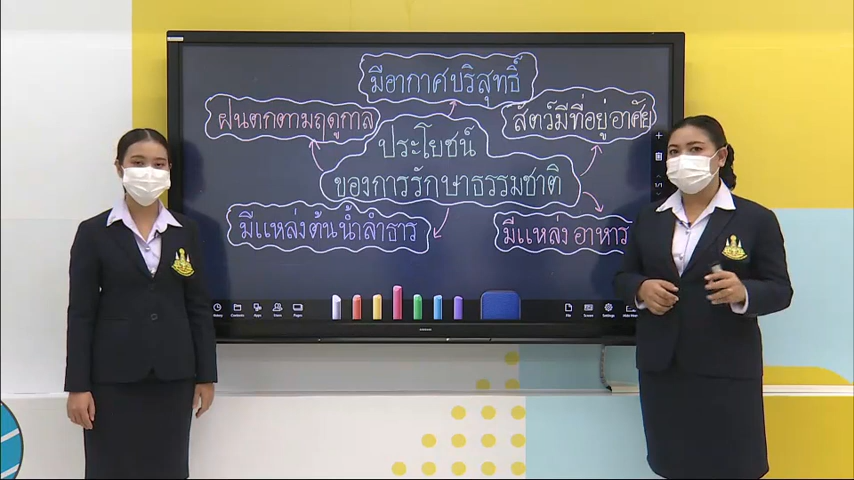 มีอากาศบริสุทธิ์
ฝนตกตามฤดูกาล
สัตว์มีที่อยู่อาศัย
ประโยชน์
ของการรักษาธรรมชาติ
มีแหล่งต้นน้ำลำธาร
มีแหล่งอาหาร
1/1